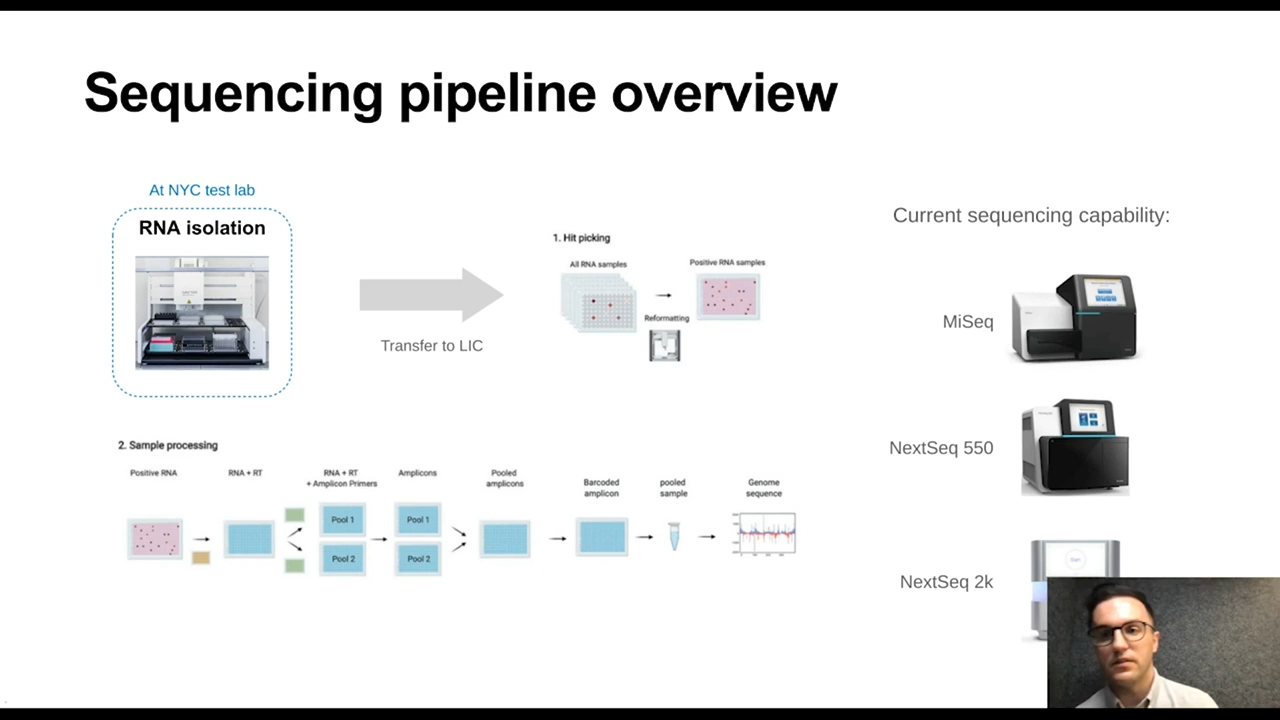 Sequencing pipeline overview
At NYC test lab
RNA isolation
Transfer to LIC
1. Hit picking
All RNA samples
Positive RNA samples
Reformatting
Current sequencing capability:
MiSeq
NextSeq 550
NextSeq 2k
2. Sample processing
Positive RNA
RNA + RT
RNA + RT
+ Amplicon Primers
Amplicons
Pooled
amplicons
Barcoded
amplicon
pooled
sample
Genome
sequence
Pool 1
Pool 1
Pool 2
Pool 2